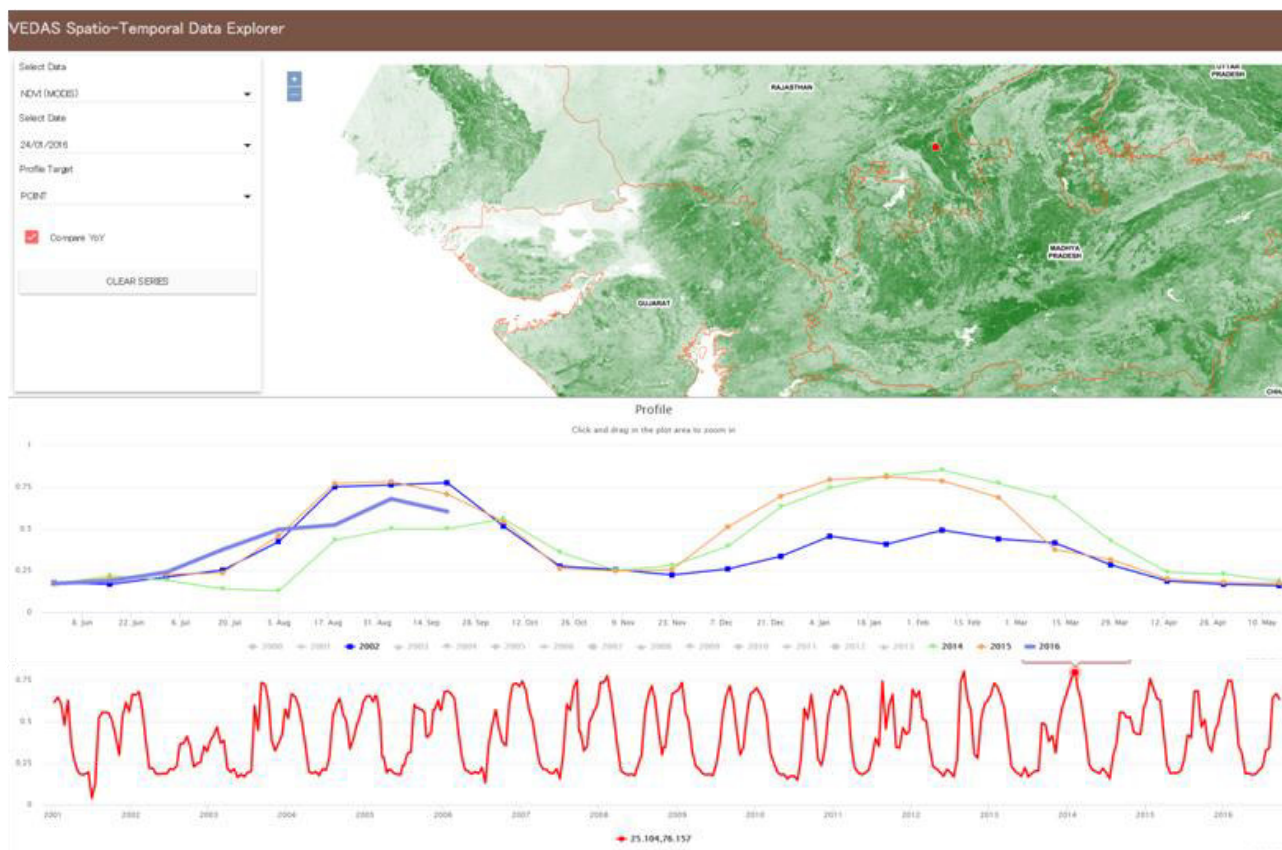 VEDAS Spatio-Temporal Data Explorer
Select Data
NDVI (MODIS)
Select Date
24/01/2016
Profile Target
POINT
Compare YoY
CLEAR SERIES
+
RAJASTHAN
PRADESH
MADHYA
PRADESH
GUJARAT
Profile
Click and drag in the plot area to zoom in
1
0.75
0.5
0.25
0
8. Jun 22. Jun 6. Jul 20. Jul 3. Aug 17. Aug 31. Aug 14. Sep 28. Sep 12. Oct 26. Oct 9. Nov 23. Nov 7. Dec 21. Dec 4. Jan 18. Jan 1. Feb 15. Feb 1. Mar 15. Mar 29. Mar 12. Apr 26. Apr 10. May
2000 2001 2002 2003 2004 2005 2006 2007 2008 2009 2010 2011 2012 2013 2014 2015 2016
0.75
0.5
0.25
0
2001 2002 2003 2004 2005 2006 2007 2008 2009 2010 2011 2012 2013 2014 2015 2016
25.104,76.157